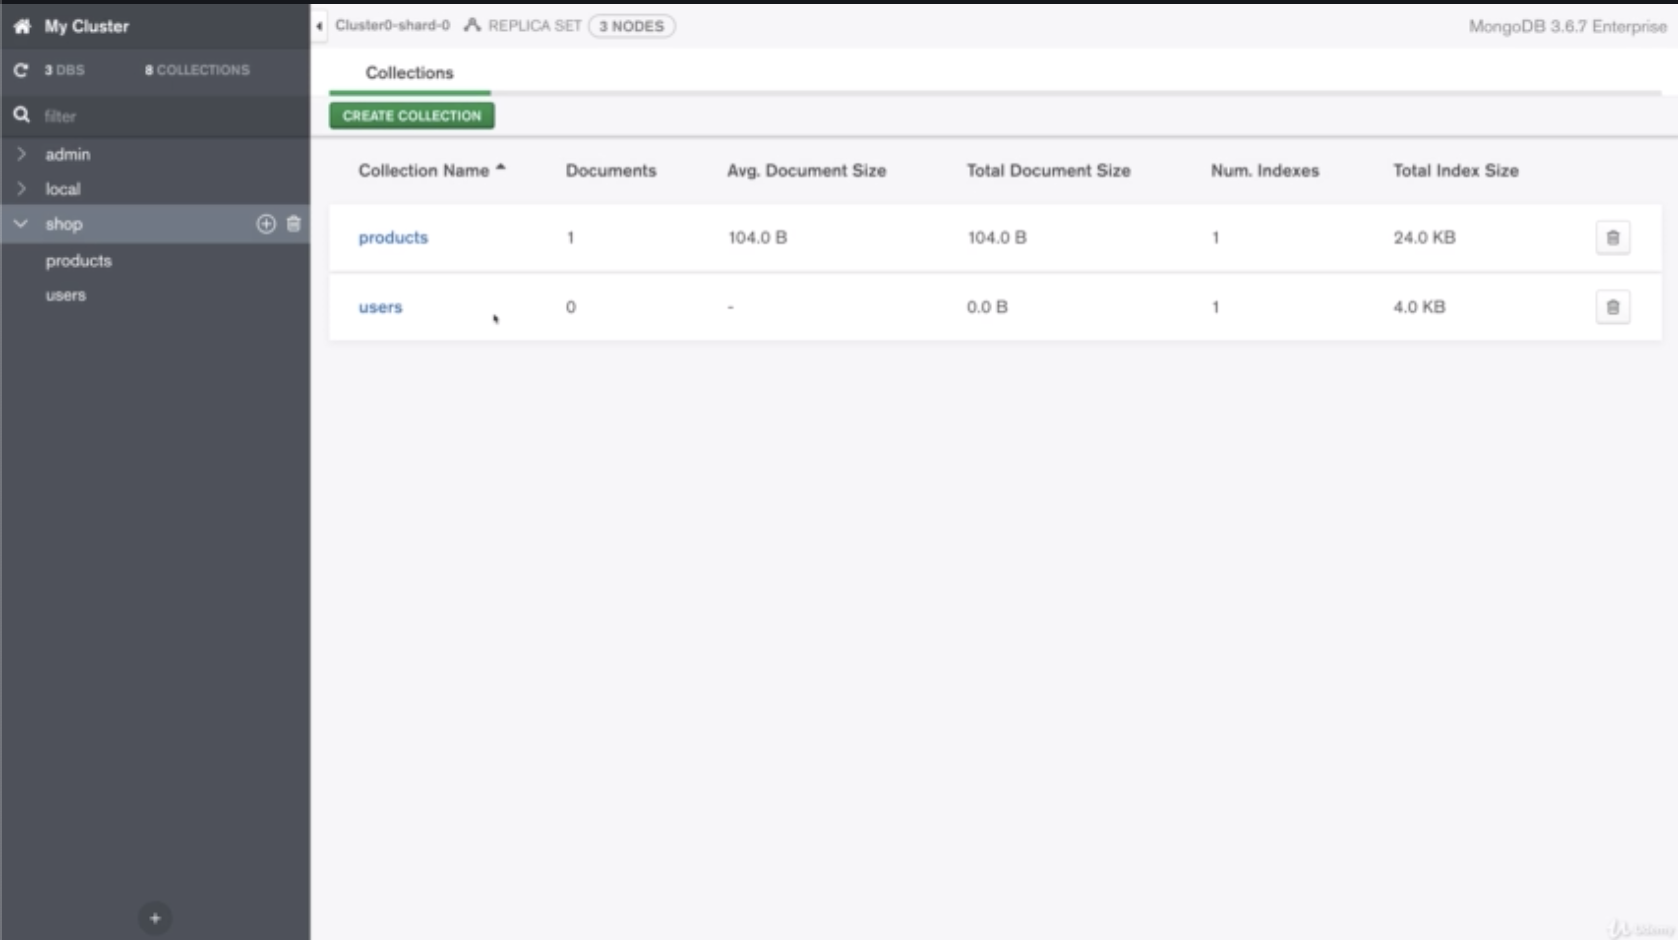 My Cluster
3 DBS 8 COLLECTIONS
filter
admin
local
shop
products
users
Cluster0-shard-0 REPLICA SET 3 NODES
MongoDB 3.6.7 Enterprise
Collections
CREATE COLLECTION
Collection Name Documents Avg. Document Size Total Document Size Num. Indexes Total Index Size
products 1 104.0 B 104.0 B 1 24.0 KB
users 0 - 0.0 B 1 4.0 KB
Udemy